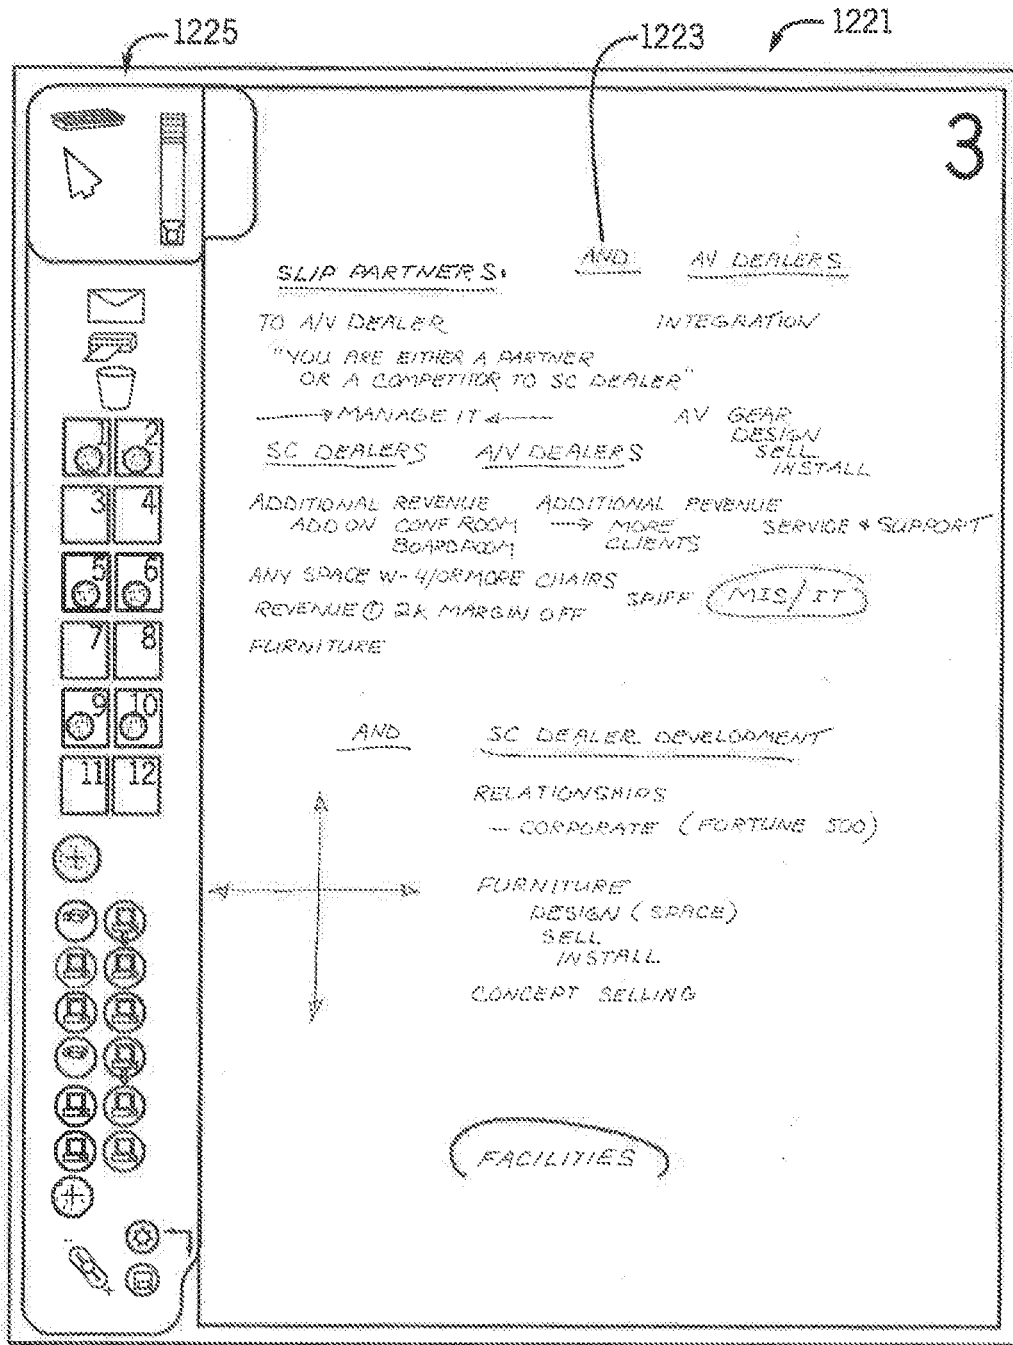 1225
1223
1221
3
SLIP PARTNERS:
AND
AV DEALERS
TO A/V DEALER
INTEGRATION
"YOU ARE EITHER A PARTNER
OR A COMPETITOR TO SC DEALER"
MANAGE IT
AV GEAR
DESIGN
SELL
INSTALL
SC DEALERS
A/V DEALERS
ADDITIONAL REVENUE
ADD ON CONF ROOM
BOARDROOM
ADDITIONAL REVENUE
MORE
CLIENTS
SERVICE & SUPPORT
ANY SPACE W- 4/OR MORE CHAIRS
SPIFF
MIS/IT
REVENUE ① 2K MARGIN OFF
FURNITURE
AND
SC DEALER DEVELOPMENT
RELATIONSHIPS
-- CORPORATE (FORTUNE 500)
FURNITURE
DESIGN (SPACE)
SELL
INSTALL
CONCEPT SELLING
FACILITIES
1 2
3 4
5 6
7 8
9 10
11 12